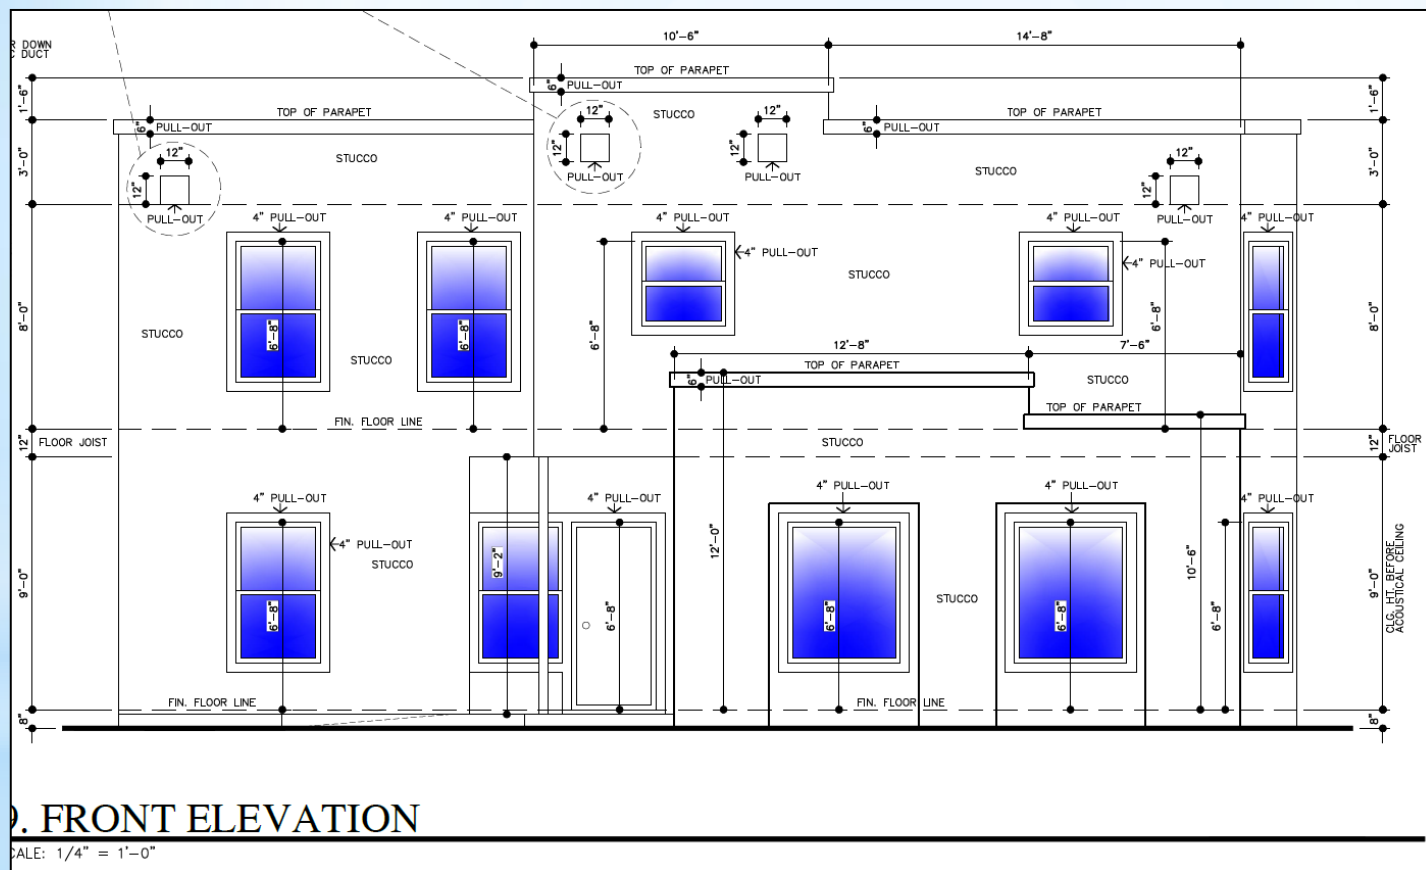 10'-6"
14'-8"
R DOWN
C DUCT
TOP OF PARAPET
6" PULL-OUT
1'-6"
1'-6"
TOP OF PARAPET
12"
STUCCO
12"
TOP OF PARAPET
6" PULL-OUT
6" PULL-OUT
12"
STUCCO
12"
12"
12"
STUCCO
3'-0"
3'-0"
PULL-OUT
PULL-OUT
12"
12"
12"
PULL-OUT
PULL-OUT
4" PULL-OUT
4" PULL-OUT
4" PULL-OUT
4" PULL-OUT
4" PULL-OUT
4" PULL-OUT
4" PULL-OUT
STUCCO
8'-0"
8'-0"
STUCCO
6'-8"
6'-8"
6'-8"
6'-8"
12'-8"
7'-6"
STUCCO
TOP OF PARAPET
6" PULL-OUT
STUCCO
TOP OF PARAPET
FIN. FLOOR LINE
12"
FLOOR JOIST
STUCCO
12"
FLOOR
JOIST
4" PULL-OUT
4" PULL-OUT
4" PULL-OUT
4" PULL-OUT
4" PULL-OUT
4" PULL-OUT
STUCCO
9'-2"
12'-0"
10'-6"
9'-0"
9'-0"
CLG. HT. BEFORE
ACOUSTICAL CEILING
STUCCO
6'-8"
6'-8"
6'-8"
6'-8"
6'-8"
FIN. FLOOR LINE
FIN. FLOOR LINE
8"
8"
9. FRONT ELEVATION
CALE: 1/4" = 1'-0"